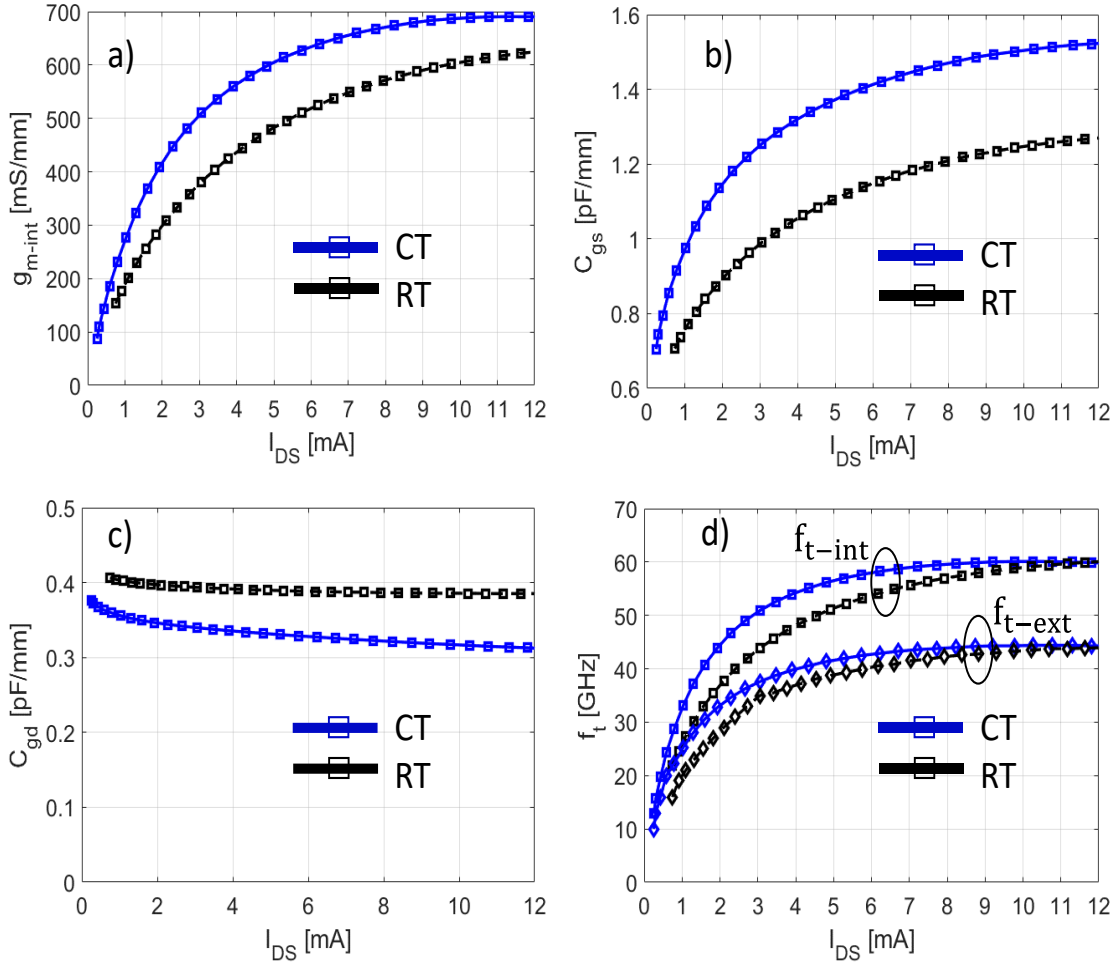 a)
700
600
500
400
300
200
100
0
g_m-int [mS/mm]
CT
RT
0 1 2 3 4 5 6 7 8 9 10 11 12
I_DS [mA]
b)
1.6
1.4
1.2
1
0.8
0.6
C_gs [pF/mm]
CT
RT
0 1 2 3 4 5 6 7 8 9 10 11 12
I_DS [mA]
c)
0.5
0.4
0.3
0.2
0.1
0
C_gd [pF/mm]
CT
RT
0 2 4 6 8 10 12
I_DS [mA]
d)
70
60
50
40
30
20
10
0
f_t [GHz]
f_t−int
f_t−ext
CT
RT
0 1 2 3 4 5 6 7 8 9 10 11 12
I_DS [mA]